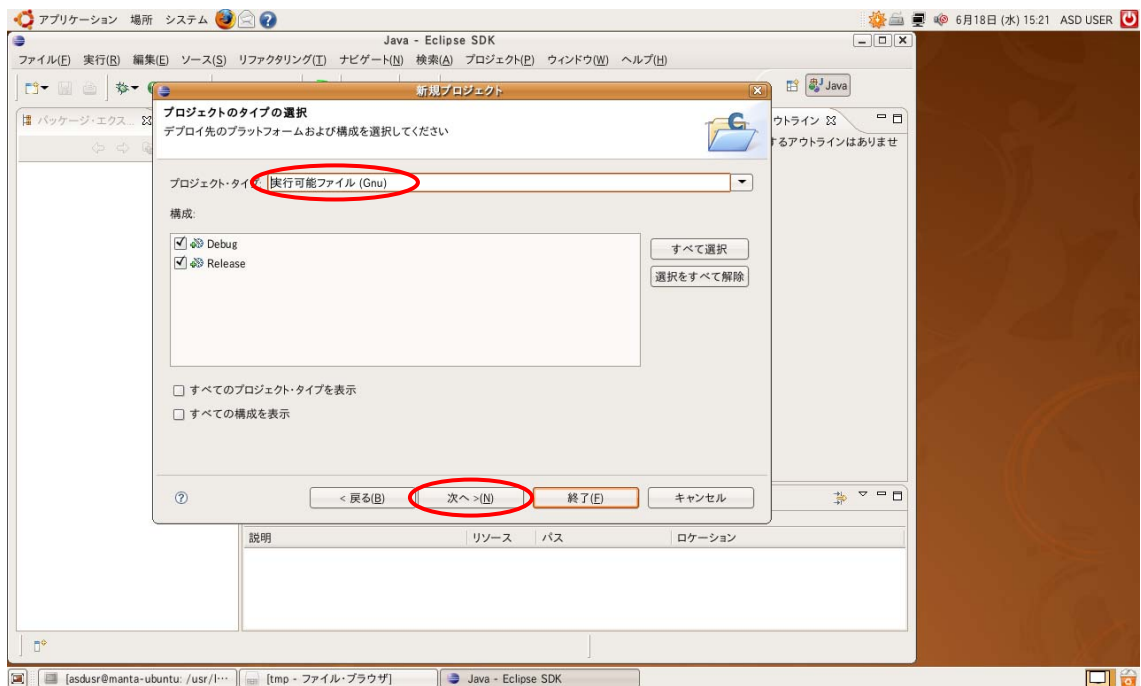 アプリケーション 場所 システム 6月18日 (水) 15:21 ASD USER
Java - Eclipse SDK
ファイル(F) 実行(R) 編集(E) ソース(S) リファクタリング(T) ナビゲート(N) 検索(A) プロジェクト(P) ウィンドウ(W) ヘルプ(H)
新規プロジェクト
Java
パッケージ・エクス...
プロジェクトのタイプの選択
デプロイ先のプラットフォームおよび構成を選択してください
ウトライン
するアウトラインはありませ
プロジェクト・タイプ: 実行可能ファイル (Gnu)
構成:
Debug
Release
すべて選択
選択をすべて解除
すべてのプロジェクト・タイプを表示
すべての構成を表示
< 戻る(B) 次へ >(N) 終了(F) キャンセル
説明 リソース パス ロケーション
[asdusr@manta-ubuntu: /usr/l… [tmp - ファイル・ブラウザ] Java - Eclipse SDK